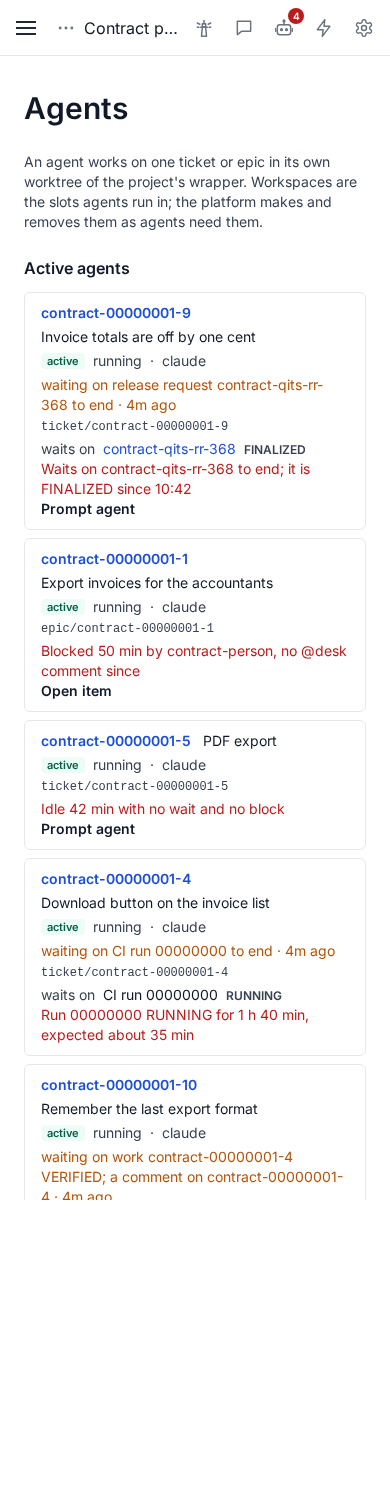 Contract p...
4
Agents
An agent works on one ticket or epic in its own
worktree of the project's wrapper. Workspaces are
the slots agents run in; the platform makes and
removes them as agents need them.
Active agents
contract-00000001-9
Invoice totals are off by one cent
active running · claude
waiting on release request contract-qits-rr-
368 to end · 4m ago
ticket/contract-00000001-9
waits on contract-qits-rr-368 FINALIZED
Waits on contract-qits-rr-368 to end; it is
FINALIZED since 10:42
Prompt agent
contract-00000001-1
Export invoices for the accountants
active running · claude
epic/contract-00000001-1
Blocked 50 min by contract-person, no @desk
comment since
Open item
contract-00000001-5 PDF export
active running · claude
ticket/contract-00000001-5
Idle 42 min with no wait and no block
Prompt agent
contract-00000001-4
Download button on the invoice list
active running · claude
waiting on CI run 00000000 to end · 4m ago
ticket/contract-00000001-4
waits on CI run 00000000 RUNNING
Run 00000000 RUNNING for 1 h 40 min,
expected about 35 min
contract-00000001-10
Remember the last export format
active running · claude
waiting on work contract-00000001-4
VERIFIED; a comment on contract-00000001-
4 · 4m ago